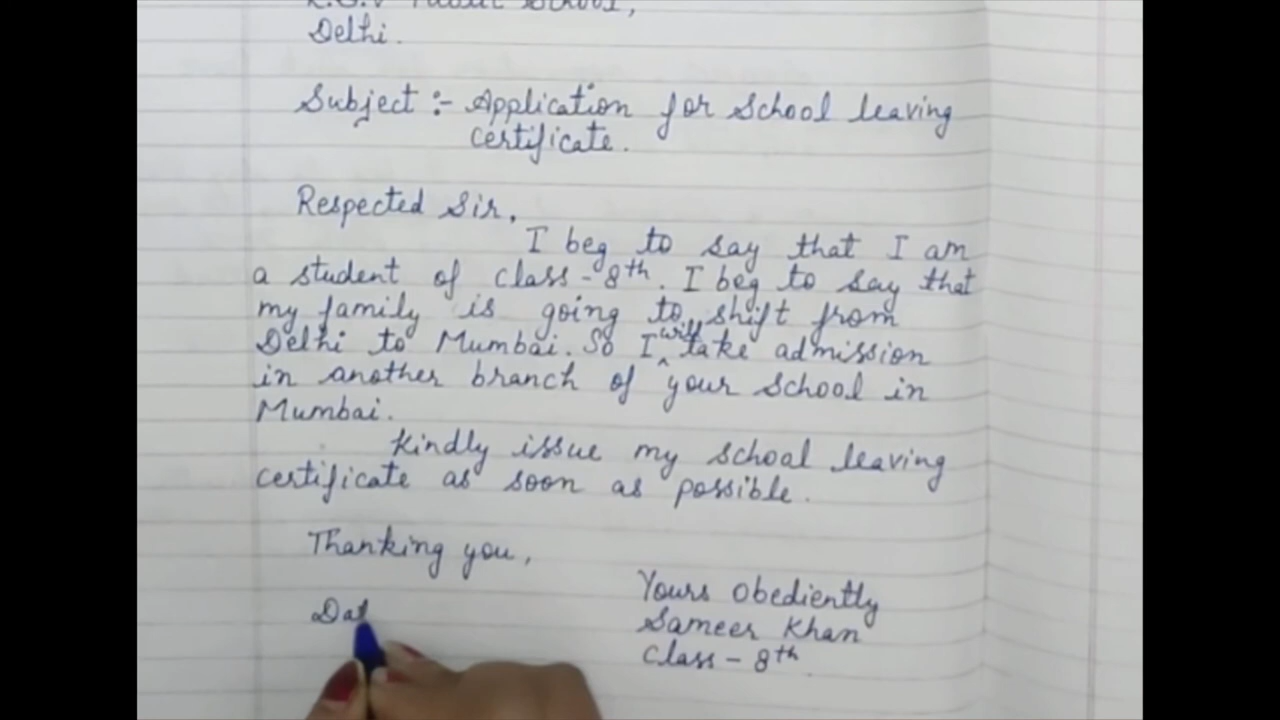 School,
Delhi.
Subject :- Application for School leaving
certificate.
Respected Sir,
I beg to say that I am
a student of class - 8th. I beg to say that
my family is going to shift from
Delhi to Mumbai. So I will take admission
in another branch of your School in
Mumbai.
Kindly issue my school leaving
certificate as soon as possible.
Thanking you,
Yours Obediently
Sameer Khan
Class - 8th
Dat